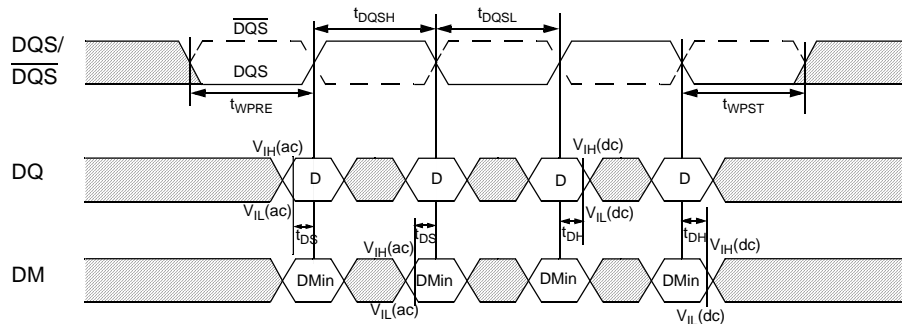 DQS tDQSH tDQSL
DQS/
DQS
DQS
tWPRE tWPST
VIH(ac) VIH(dc)
DQ D D D D
VIL(ac) VIL(dc)
tDS tDS tDH tDH
VIH(ac) VIH(dc)
DM DMin DMin DMin DMin
VIL(ac) VIL(dc)